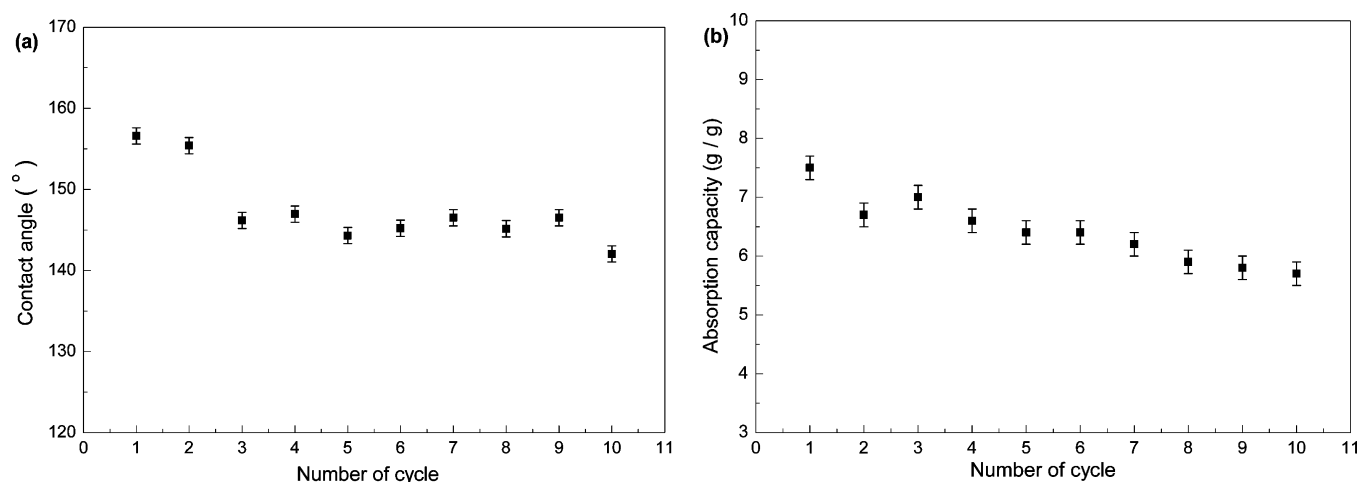 (a)
170
160
150
140
130
120
Contact angle ( ° )
0 1 2 3 4 5 6 7 8 9 10 11
Number of cycle
(b)
10
9
8
7
6
5
4
3
Absorption capacity (g / g)
0 1 2 3 4 5 6 7 8 9 10 11
Number of cycle